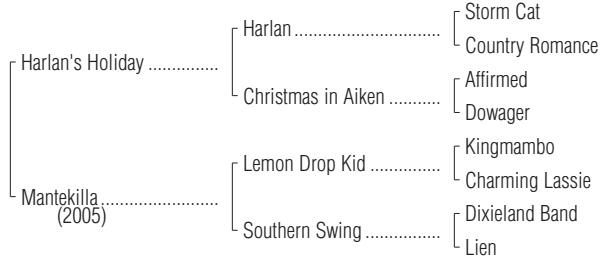 Storm Cat
Harlan ..................................
Country Romance
Harlan's Holiday ................
Affirmed
Christmas in Aiken ............
Dowager
Kingmambo
Lemon Drop Kid ................
Charming Lassie
Mantekilla...........................
(2005)
Dixieland Band
Southern Swing .................
Lien